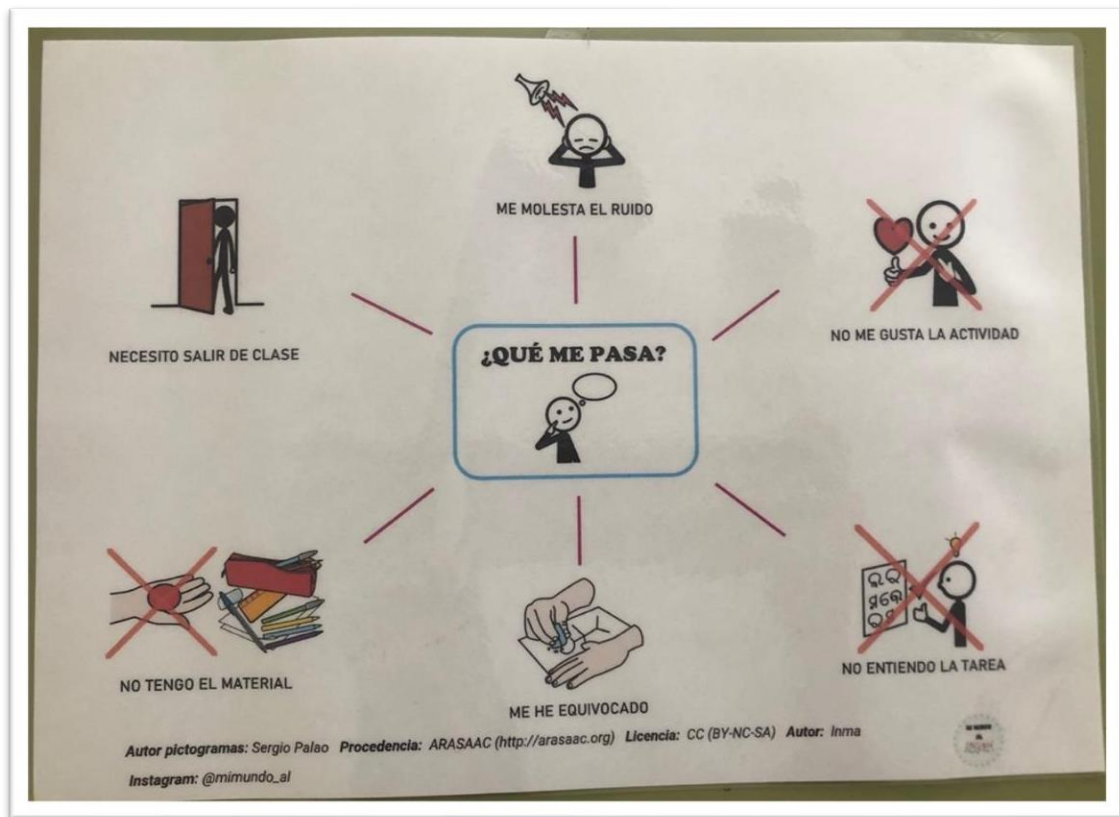 ME MOLESTA EL RUIDO
NECESITO SALIR DE CLASE
NO ME GUSTA LA ACTIVIDAD
¿QUÉ ME PASA?
NO TENGO EL MATERIAL
ME HE EQUIVOCADO
NO ENTIENDO LA TAREA
Autor pictogramas: Sergio Palao Procedencia: ARASAAC (http://arasaac.org) Licencia: CC (BY-NC-SA) Autor: Inma
Instagram: @mimundo_al